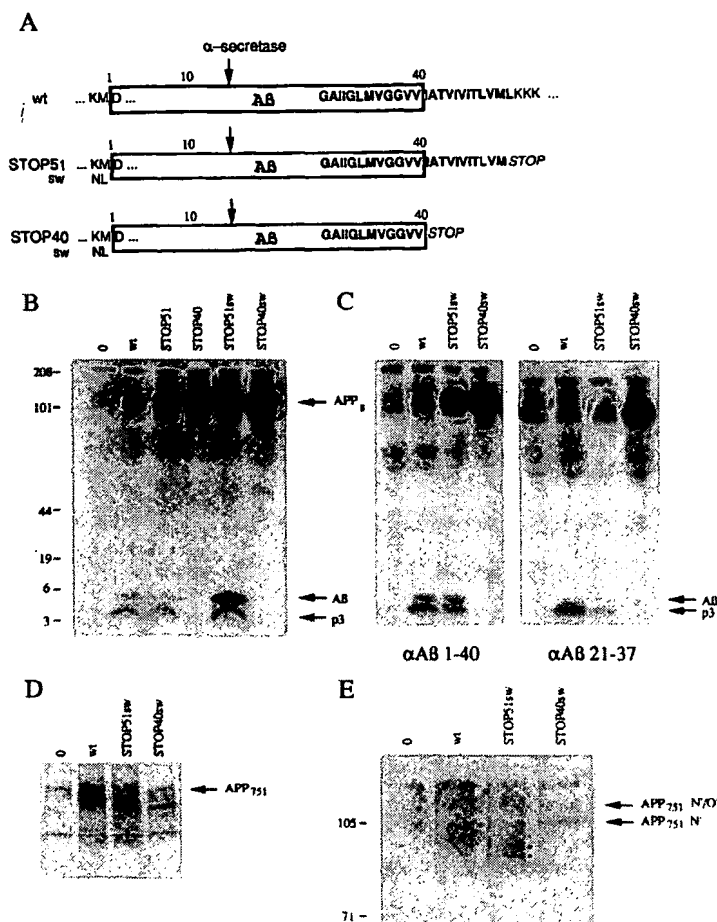 A
α-secretase
1 10 40
wt ... KM D ... Aß GAIIGLMVGGVV IATVIVITLVMLKKK ...
1 10 40
STOP51 ... KM D ... Aß GAIIGLMVGGVV IATVIVITLVM STOP
sw NL
1 10 40
STOP40 ... KM D ... Aß GAIIGLMVGGVV STOP
sw NL
B
0 wt STOP51 STOP40 STOP51sw STOP40sw
208 –
101 –
44 –
19 –
6 –
3 –
APPs
Aß
p3
C
0 wt STOP51sw STOP40sw
0 wt STOP51sw STOP40sw
Aß
p3
αAß 1-40
αAß 21-37
D
0 wt STOP51sw STOP40sw
APP751
E
0 wt STOP51sw STOP40sw
105 –
71 –
APP751 N'/O'
APP751 N'